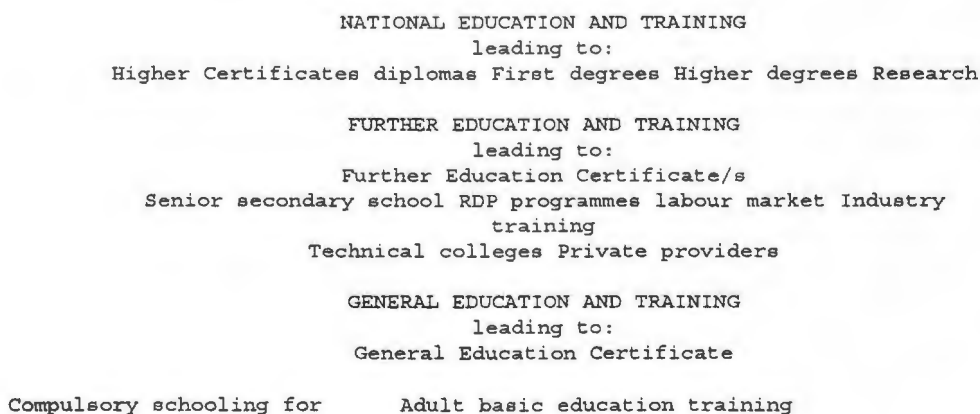 NATIONAL EDUCATION AND TRAINING
leading to:
Higher Certificates diplomas First degrees Higher degrees Research
FURTHER EDUCATION AND TRAINING
leading to:
Further Education Certificate/s
Senior secondary school RDP programmes labour market Industry
training
Technical colleges Private providers
GENERAL EDUCATION AND TRAINING
leading to:
General Education Certificate
Compulsory schooling for Adult basic education training